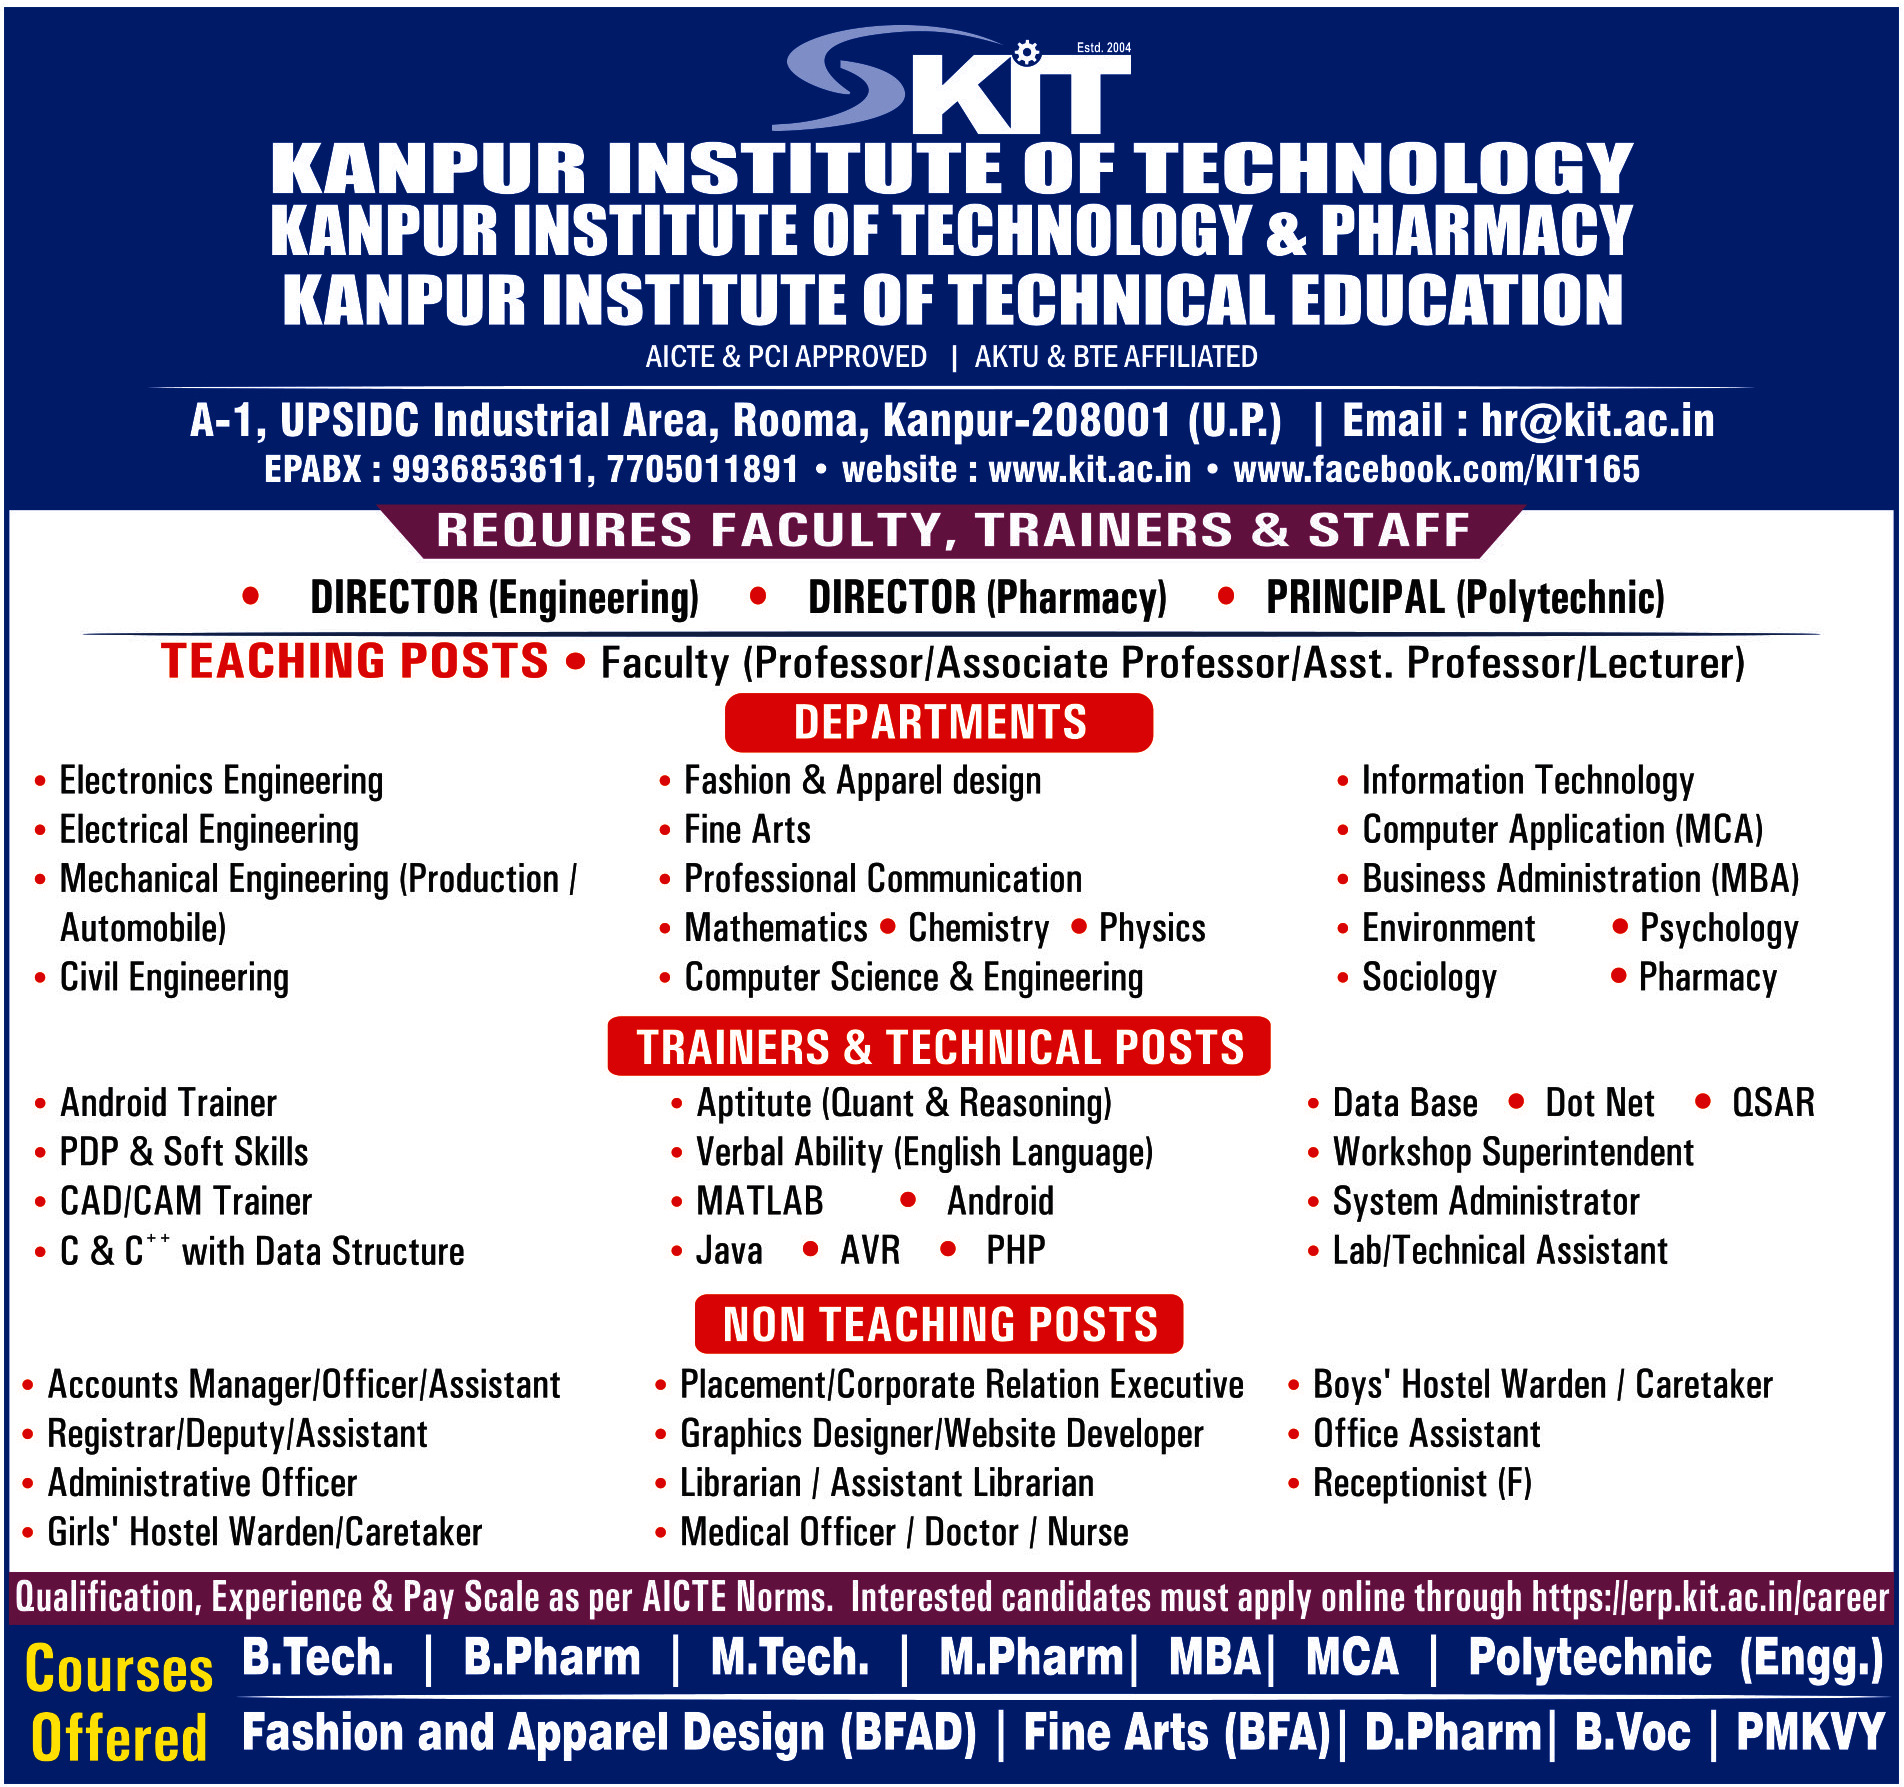 Estd. 2004
SKIT
KANPUR INSTITUTE OF TECHNOLOGY
KANPUR INSTITUTE OF TECHNOLOGY & PHARMACY
KANPUR INSTITUTE OF TECHNICAL EDUCATION
AICTE & PCI APPROVED | AKTU & BTE AFFILIATED
A-1, UPSIDC Industrial Area, Rooma, Kanpur-208001 (U.P.) | Email : hr@kit.ac.in
EPABX : 9936853611, 7705011891 • website : www.kit.ac.in • www.facebook.com/KIT165
REQUIRES FACULTY, TRAINERS & STAFF
• DIRECTOR (Engineering) • DIRECTOR (Pharmacy) • PRINCIPAL (Polytechnic)
TEACHING POSTS • Faculty (Professor/Associate Professor/Asst. Professor/Lecturer)
DEPARTMENTS
• Electronics Engineering
• Electrical Engineering
• Mechanical Engineering (Production /
Automobile)
• Civil Engineering
• Fashion & Apparel design
• Fine Arts
• Professional Communication
• Mathematics • Chemistry • Physics
• Computer Science & Engineering
• Information Technology
• Computer Application (MCA)
• Business Administration (MBA)
• Environment • Psychology
• Sociology • Pharmacy
TRAINERS & TECHNICAL POSTS
• Android Trainer
• PDP & Soft Skills
• CAD/CAM Trainer
• C & C++ with Data Structure
• Aptitute (Quant & Reasoning)
• Verbal Ability (English Language)
• MATLAB • Android
• Java • AVR • PHP
• Data Base • Dot Net • QSAR
• Workshop Superintendent
• System Administrator
• Lab/Technical Assistant
NON TEACHING POSTS
• Accounts Manager/Officer/Assistant
• Registrar/Deputy/Assistant
• Administrative Officer
• Girls' Hostel Warden/Caretaker
• Placement/Corporate Relation Executive
• Graphics Designer/Website Developer
• Librarian / Assistant Librarian
• Medical Officer / Doctor / Nurse
• Boys' Hostel Warden / Caretaker
• Office Assistant
• Receptionist (F)
Qualification, Experience & Pay Scale as per AICTE Norms. Interested candidates must apply online through https://erp.kit.ac.in/career
Courses Offered
B.Tech. | B.Pharm | M.Tech. | M.Pharm| MBA| MCA | Polytechnic (Engg.)
Fashion and Apparel Design (BFAD) | Fine Arts (BFA)| D.Pharm| B.Voc | PMKVY